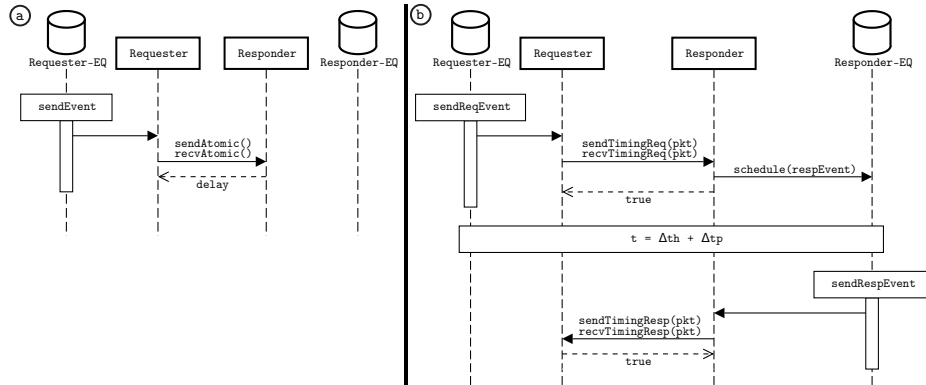 a
Requester-EQ
Requester
Responder
Responder-EQ
sendEvent
sendAtomic()
recvAtomic()
delay
b
Requester-EQ
Requester
Responder
Responder-EQ
sendReqEvent
sendTimingReq(pkt)
recvTimingReq(pkt)
schedule(respEvent)
true
t = Δth + Δtp
sendRespEvent
sendTimingResp(pkt)
recvTimingResp(pkt)
true